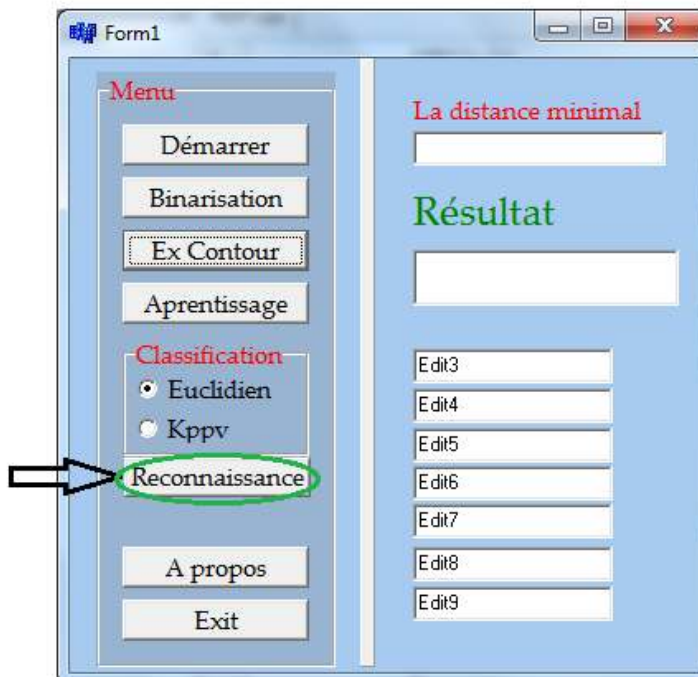 Form1
Menu
Démarrer
Binarisation
Ex Contour
Aprentissage
Classification
Euclidien
Kppv
Reconnaissance
A propos
Exit
La distance minimal
Résultat
Edit3
Edit4
Edit5
Edit6
Edit7
Edit8
Edit9